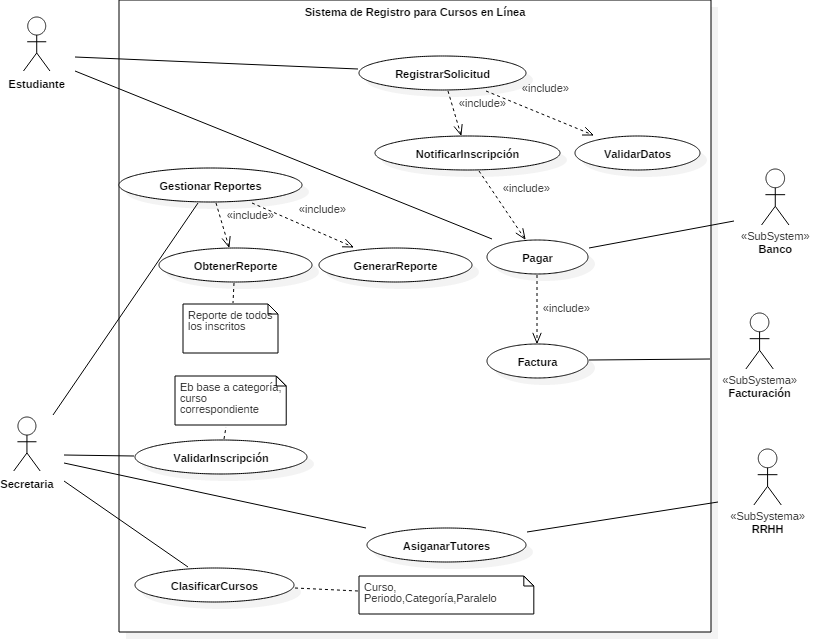 Sistema de Registro para Cursos en Línea
Estudiante
RegistrarSolicitud
«include»
«include»
NotificarInscripción
ValidarDatos
Gestionar Reportes
«include»
«include»
«include»
«SubSystem»
Banco
ObtenerReporte
GenerarReporte
Pagar
Reporte de todos
los inscritos
«include»
Factura
«SubSystema»
Facturación
Eb base a categoría,
curso
correspondiente
Secretaria
ValidarInscripción
«SubSystema»
RRHH
AsiganarTutores
ClasificarCursos
Curso,
Periodo,Categoría,Paralelo